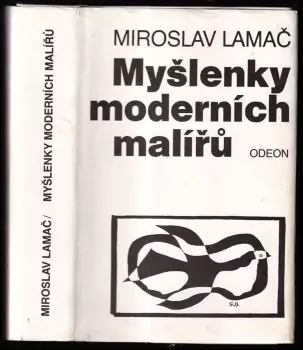 MIROSLAV LAMAČ
Myšlenky
moderních
malířů
ODEON
G.B.
MIROSLAV LAMAČ/ MYŠLENKY MODERNÍCH MALÍŘŮ